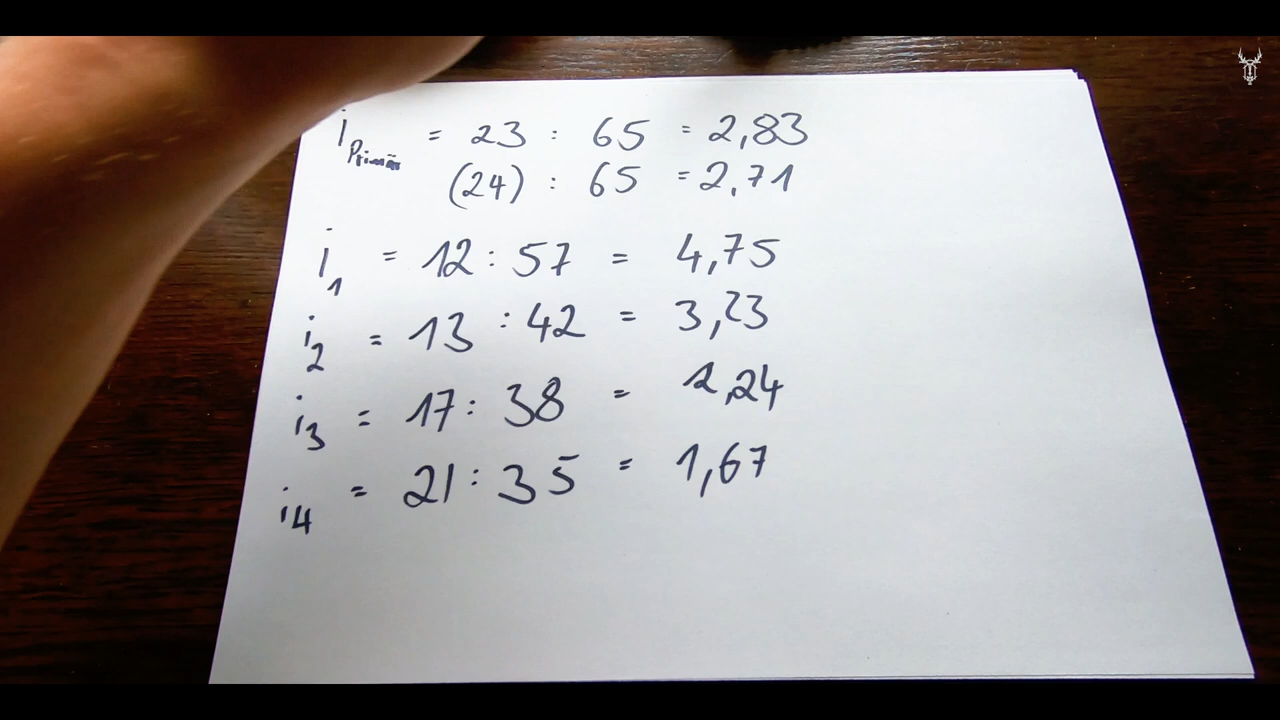 i Primär = 23 : 65 = 2,83
(24) : 65 = 2,71
i1 = 12 : 57 = 4,75
i2 = 13 : 42 = 3,23
i3 = 17 : 38 = 2,24
i4 = 21 : 35 = 1,67